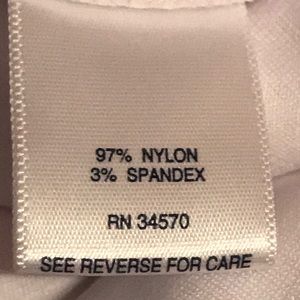 97% NYLON
3% SPANDEX
RN 34570
SEE REVERSE FOR CARE